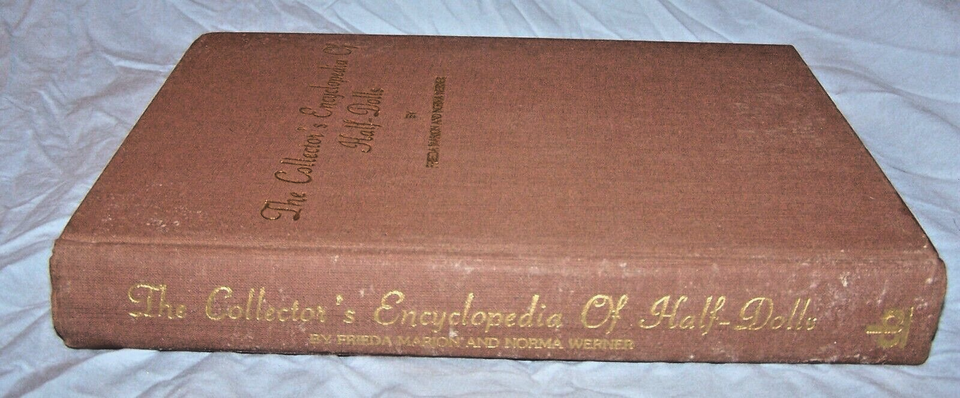 The Collector's Encyclopedia Of
Half-Dolls
BY
FRIEDA MARION AND NORMA WERNER
The Collector's Encyclopedia Of Half-Dolls
BY FRIEDA MARION AND NORMA WERNER